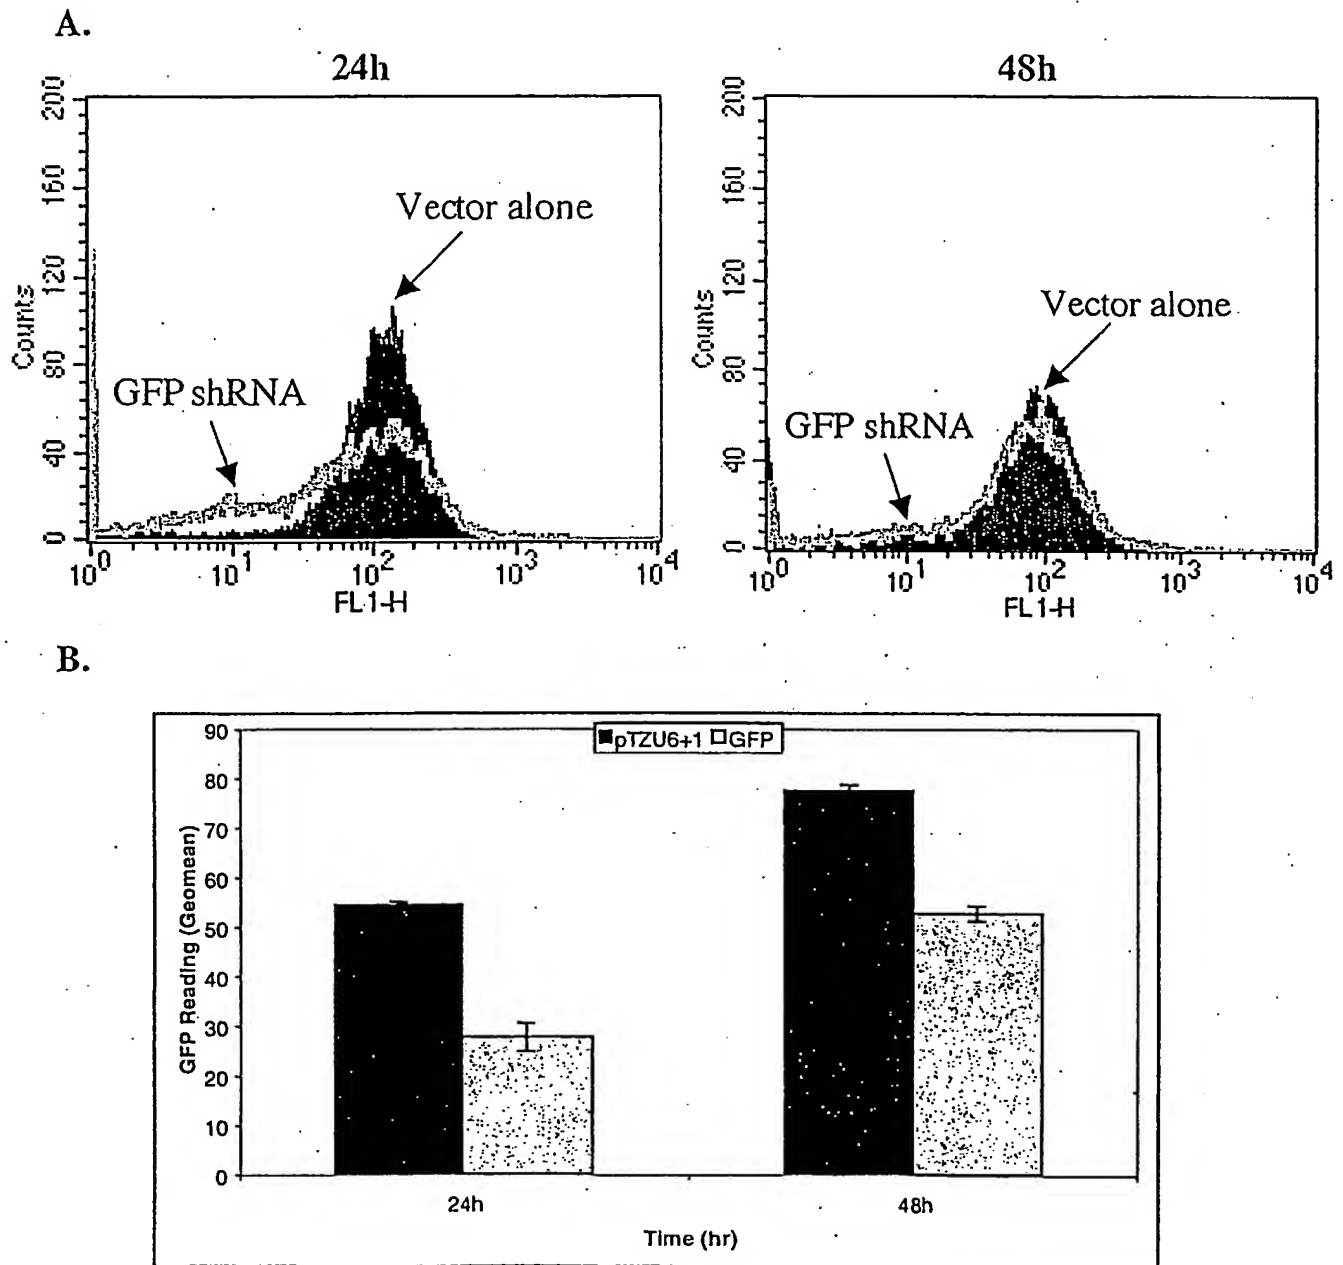 A.
24h
200
160
120
80
40
0
Counts
Vector alone
GFP shRNA
10^0 10^1 10^2 10^3 10^4
FL1-H
48h
200
160
120
80
40
0
Counts
Vector alone
GFP shRNA
10^0 10^1 10^2 10^3 10^4
FL1-H
B.
pTZU6+1 GFP
90
80
70
60
50
40
30
20
10
0
GFP Reading (Geomean)
24h 48h
Time (hr)